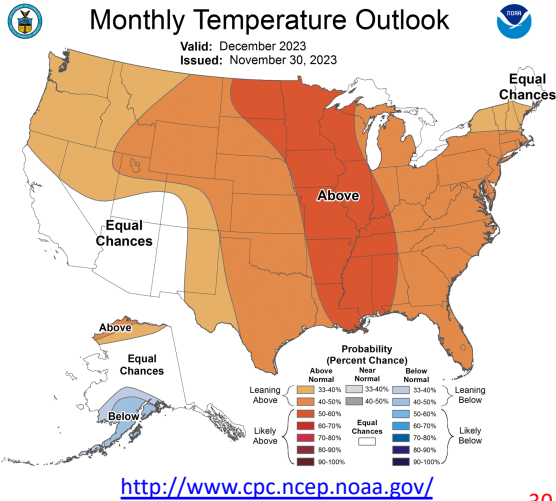 Monthly Temperature Outlook
NOAA
Valid: December 2023
Issued: November 30, 2023
Equal
Chances
Above
Equal
Chances
Above
Equal
Chances
Below
Probability
(Percent Chance)
Above
Normal
Near
Normal
Below
Normal
Leaning
Above
33-40%
33-40%
33-40%
Leaning
Below
40-50%
40-50%
40-50%
Likely
Above
50-60%
60-70%
70-80%
80-90%
90-100%
Equal
Chances
50-60%
60-70%
70-80%
80-90%
90-100%
Likely
Below
http://www.cpc.ncep.noaa.gov/